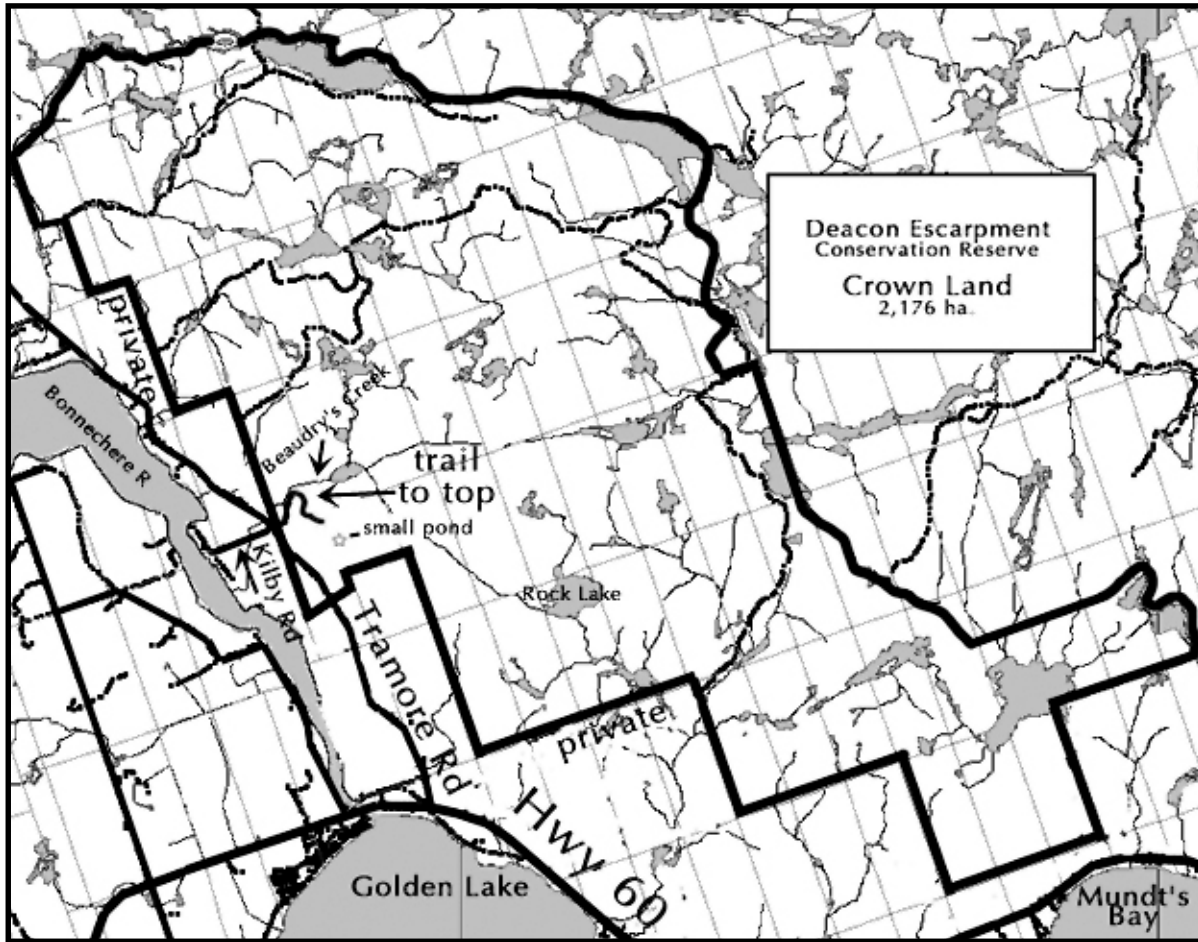 Deacon Escarpment
Conservation Reserve
Crown Land
2,176 ha.
private
Bonnechere R
Beaudry's Creek
trail
to top
small pond
Kilby Rd
Rock Lake
Tramore Rd
private
Hwy 60
Golden Lake
Mundt's
Bay